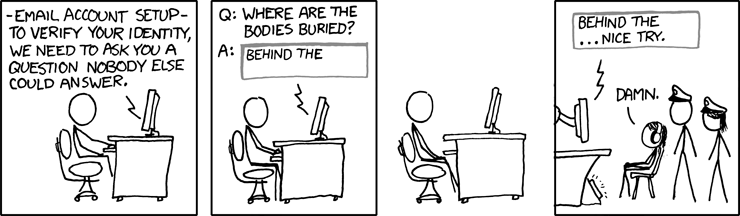 -EMAIL ACCOUNT SETUP-
TO VERIFY YOUR IDENTITY,
WE NEED TO ASK YOU A
QUESTION NOBODY ELSE
COULD ANSWER.
Q: WHERE ARE THE
BODIES BURIED?
A: BEHIND THE
BEHIND THE
...NICE TRY.
DAMN.